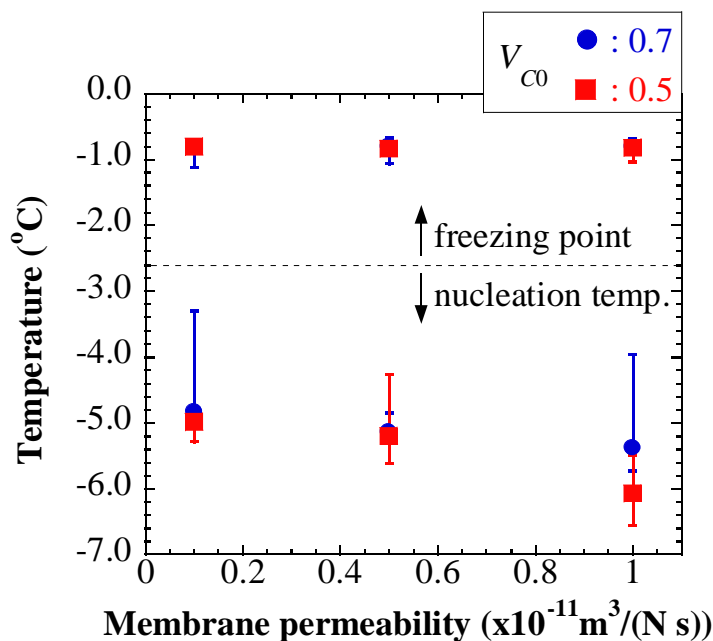 V_C0
: 0.7
: 0.5
0.0
-1.0
-2.0
-3.0
-4.0
-5.0
-6.0
-7.0
Temperature (°C)
freezing point
nucleation temp.
0 0.2 0.4 0.6 0.8 1
Membrane permeability (x10⁻¹¹m³/(N s))